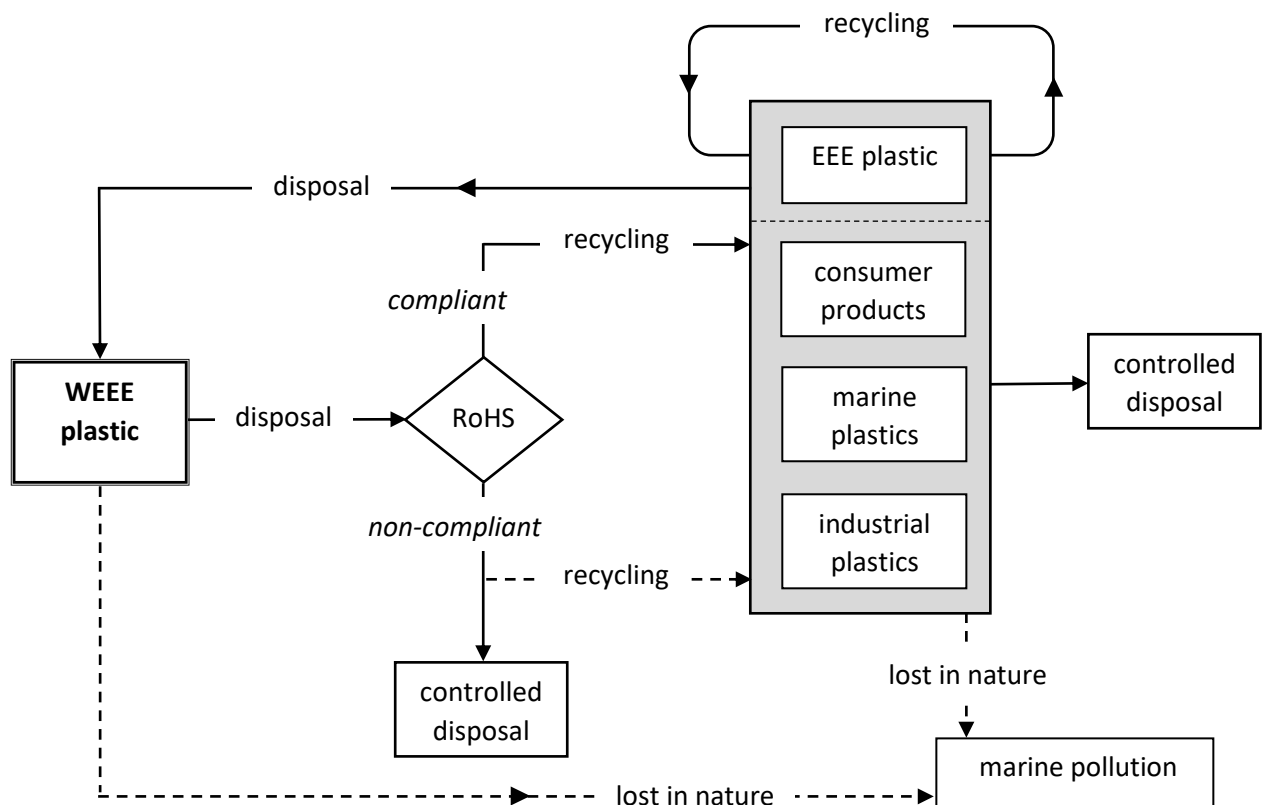 recycling
EEE plastic
disposal
recycling
consumer
products
compliant
controlled
disposal
WEEE
plastic
disposal
RoHS
marine
plastics
non-compliant
industrial
plastics
recycling
lost in nature
controlled
disposal
marine pollution
lost in nature